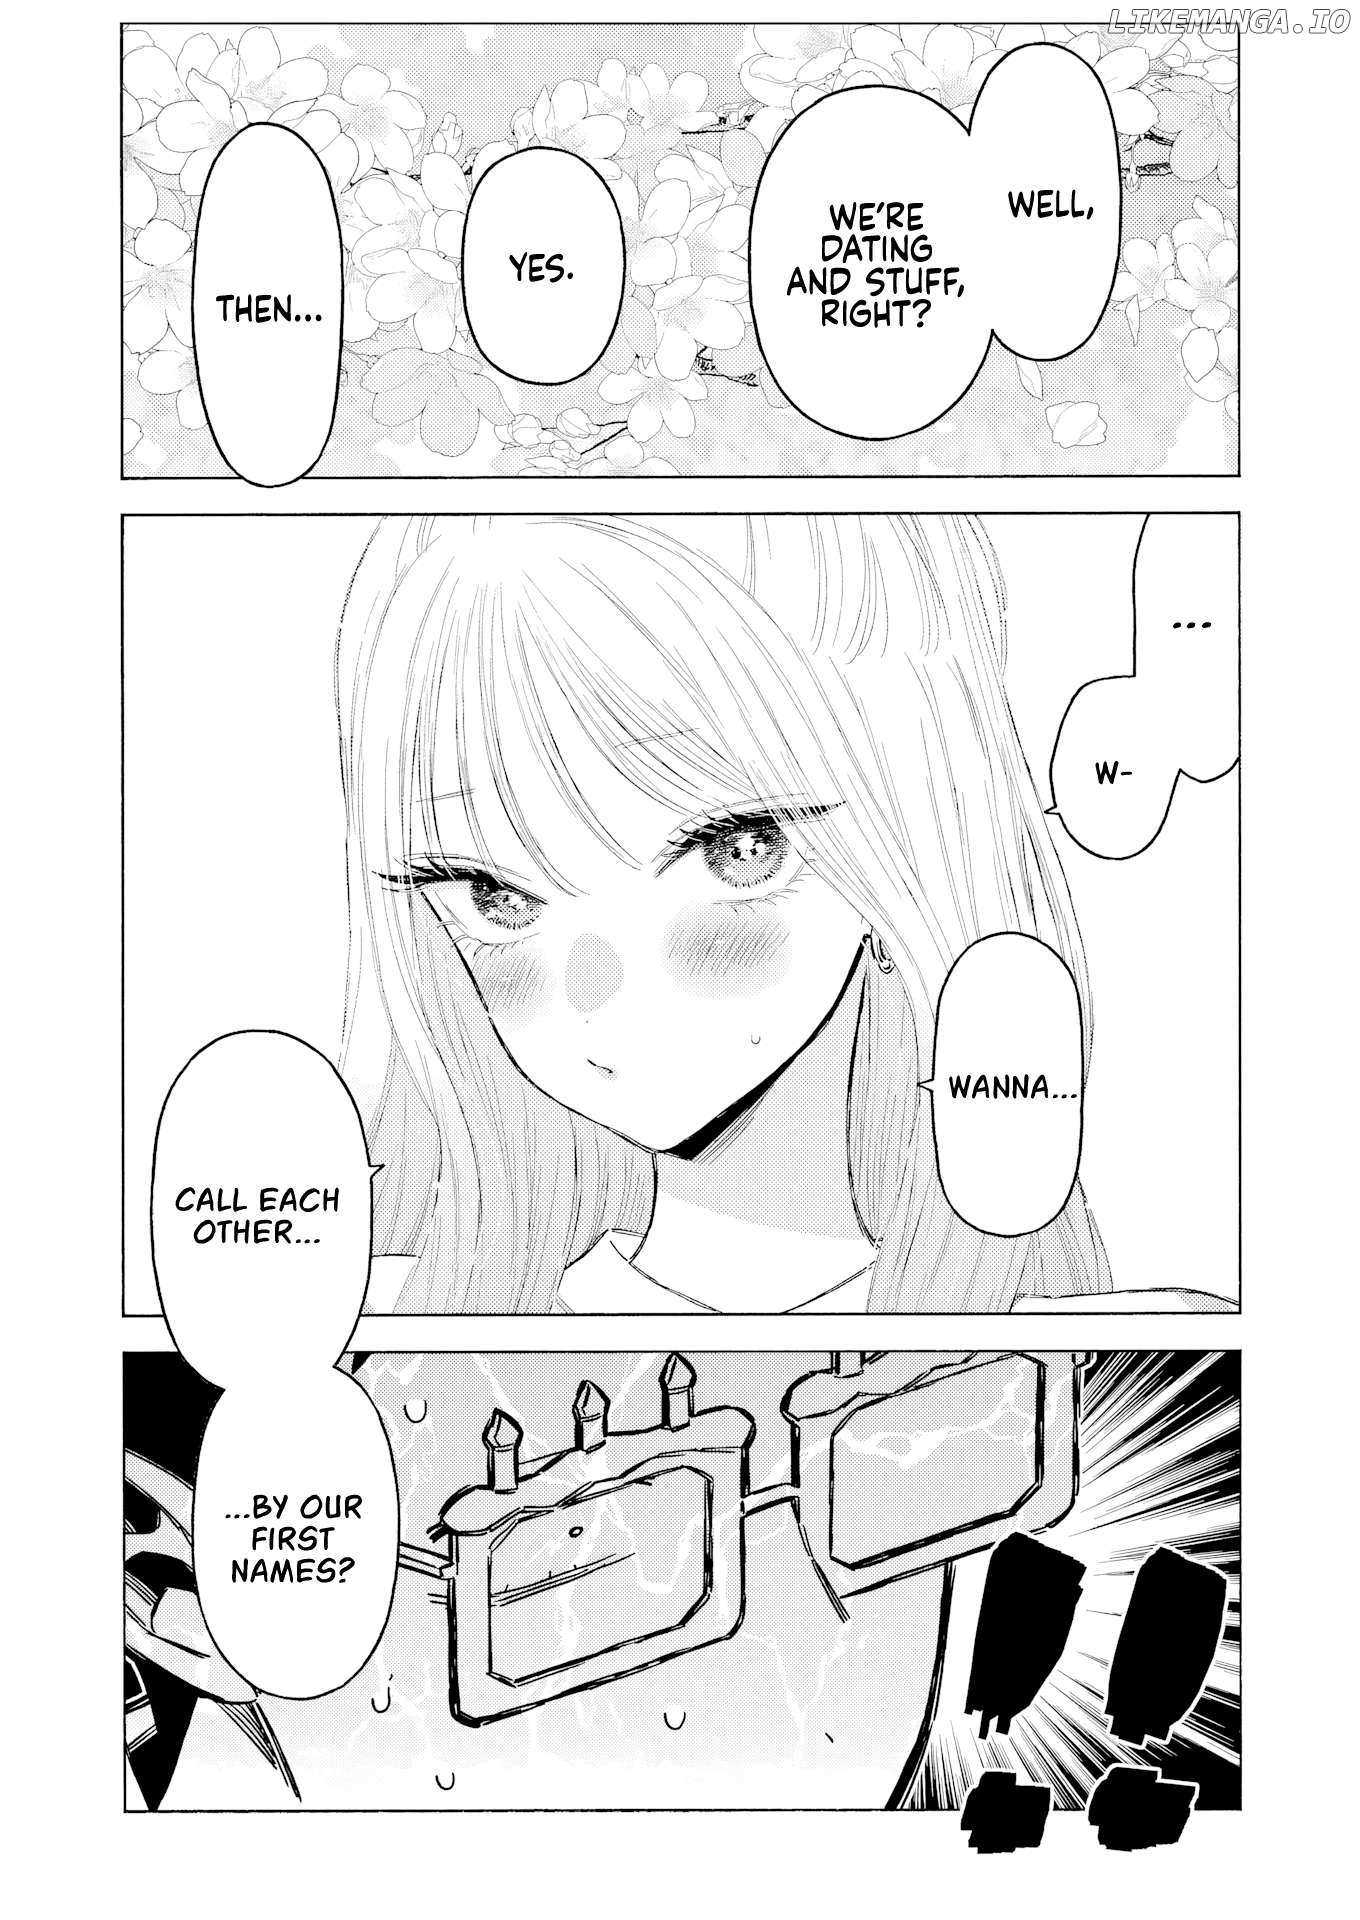 LIKEMANGA.IO
WELL,
WE'RE
DATING
AND STUFF,
RIGHT?
YES.
THEN...
...
W-
WANNA...
CALL EACH
OTHER...
...BY OUR
FIRST
NAMES?
!!